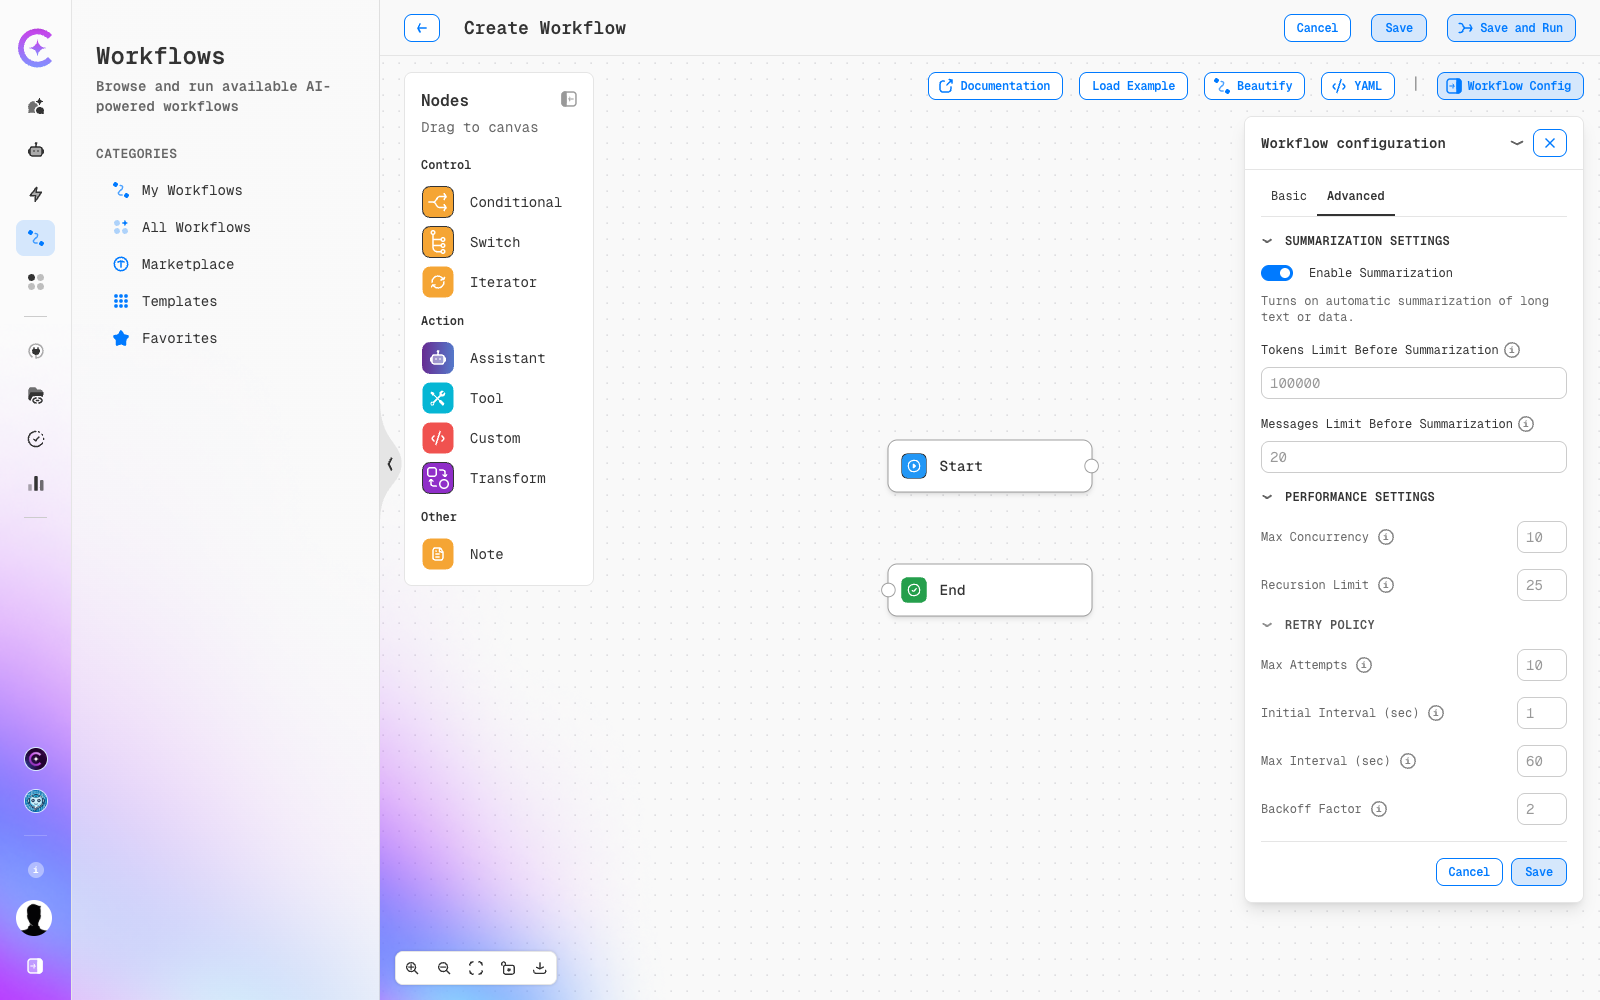 Workflows
Browse and run available AI-
powered workflows
CATEGORIES
My Workflows
All Workflows
Marketplace
Templates
Favorites
Create Workflow
Cancel
Save
Save and Run
Nodes
Drag to canvas
Control
Conditional
Switch
Iterator
Action
Assistant
Tool
Custom
Transform
Other
Note
Documentation
Load Example
Beautify
YAML
Workflow Config
Start
End
Workflow configuration
Basic
Advanced
SUMMARIZATION SETTINGS
Enable Summarization
Turns on automatic summarization of long
text or data.
Tokens Limit Before Summarization
100000
Messages Limit Before Summarization
20
PERFORMANCE SETTINGS
Max Concurrency
10
Recursion Limit
25
RETRY POLICY
Max Attempts
10
Initial Interval (sec)
1
Max Interval (sec)
60
Backoff Factor
2
Cancel
Save